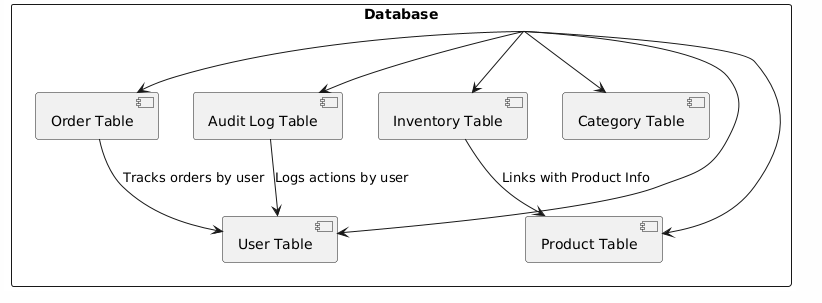 Database
Order Table
Audit Log Table
Inventory Table
Category Table
Tracks orders by user
Logs actions by user
Links with Product Info
User Table
Product Table